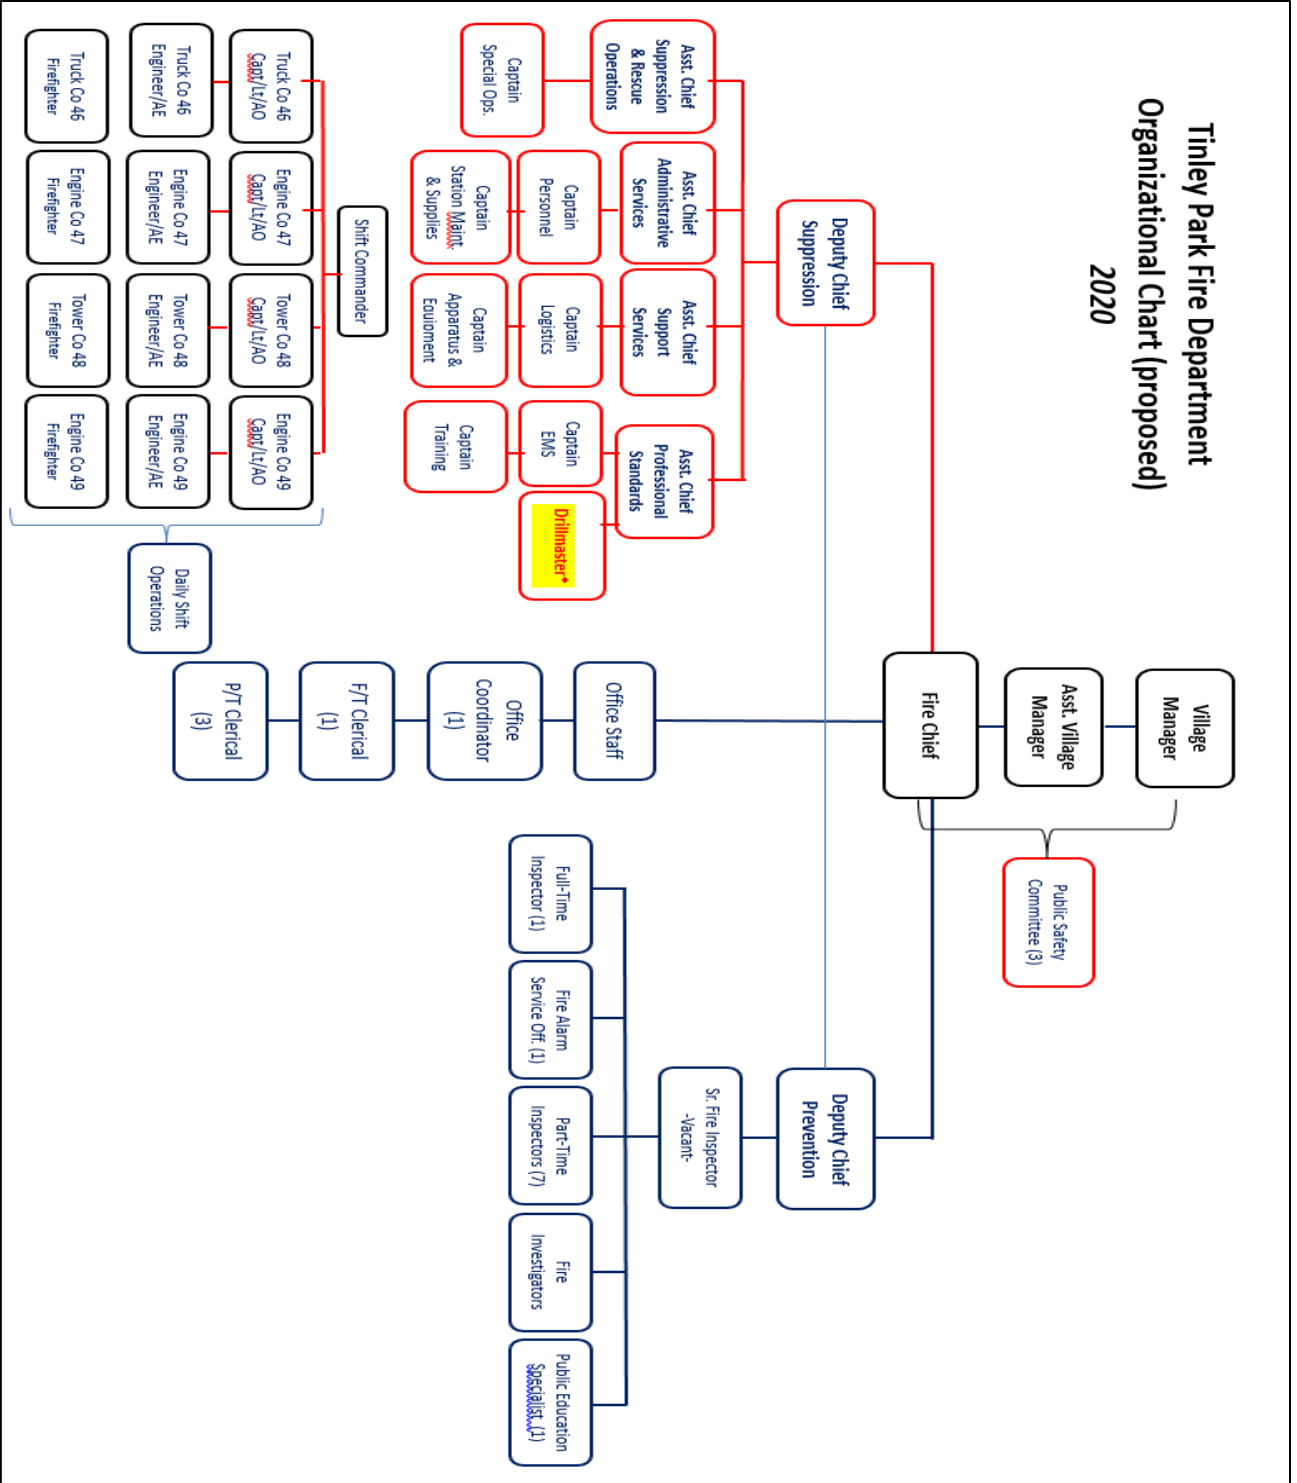 Tinley Park Fire Department
Organizational Chart (proposed)
2020
Village
Manager
Asst. Village
Manager
Public Safety
Committee (3)
Fire Chief
Deputy Chief
Suppression
Deputy Chief
Prevention
Asst. Chief
Suppression
& Rescue
Operations
Asst. Chief
Administrative
Services
Asst. Chief
Support
Services
Asst. Chief
Professional
Standards
Captain
Special Ops.
Captain
Personnel
Captain
Logistics
Captain
EMS
Drillmaster*
Captain
Station Maint.
& Supplies
Captain
Apparatus &
Equioment
Captain
Training
Office Staff
Office
Coordinator
(1)
F/T Clerical
(1)
P/T Clerical
(3)
Sr. Fire Inspector
-Vacant-
Full-Time
Inspector (1)
Fire Alarm
Service Off. (1)
Part-Time
Inspectors (7)
Fire
Investigators
Public Education
Specialist (1)
Shift Commander
Truck Co 46
Capt/Lt/AO
Engine Co 47
Capt/Lt/AO
Tower Co 48
Capt/Lt/AO
Engine Co 49
Capt/Lt/AO
Truck Co 46
Engineer/AE
Engine Co 47
Engineer/AE
Tower Co 48
Engineer/AE
Engine Co 49
Engineer/AE
Truck Co 46
Firefighter
Engine Co 47
Firefighter
Tower Co 48
Firefighter
Engine Co 49
Firefighter
Daily Shift
Operations